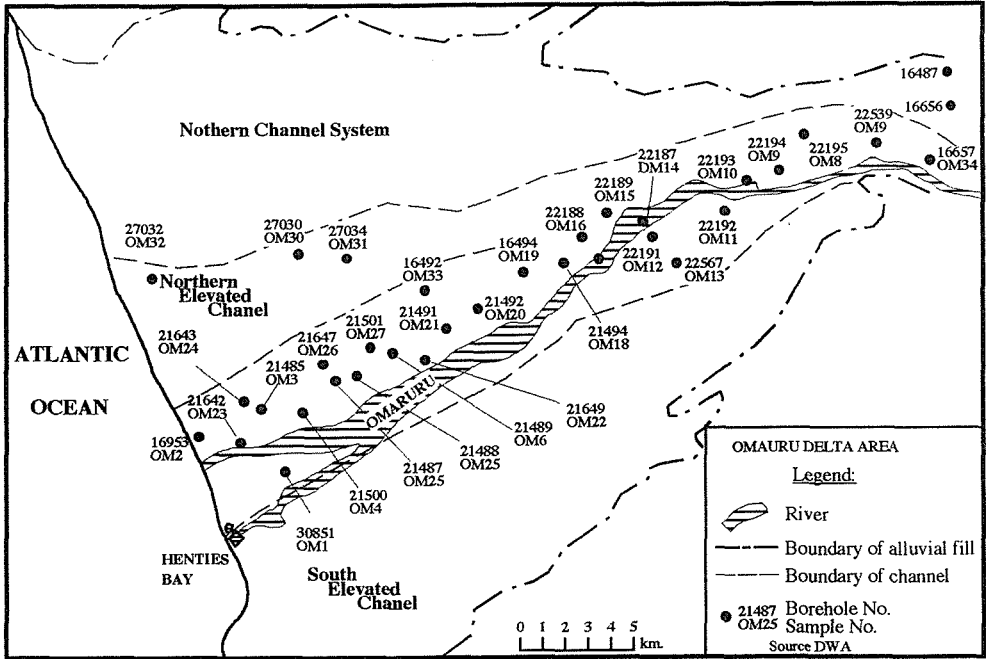 16487
16656
22539
OM9
16657
OM34
22194
OM9
22195
OM8
22193
OM10
22187
DM14
22189
OM15
22188
OM16
22192
OM11
22191
OM12
22567
OM13
Nothern Channel System
27032
OM32
27030
OM30
27034
OM31
16494
OM19
16492
OM33
Northern
Elevated
Chanel
21492
OM20
21491
OM21
21494
OM18
21501
OM27
21647
OM26
21643
OM24
21485
OM3
ATLANTIC
OCEAN
OMARURU
21642
OM23
16953
OM2
21649
OM22
21489
OM6
21488
OM25
21487
OM25
21500
OM4
30851
OM1
HENTIES
BAY
South
Elevated
Chanel
0 1 2 3 4 5
km.
OMAURU DELTA AREA
Legend:
River
Boundary of alluvial fill
Boundary of channel
21487 Borehole No.
OM25 Sample No.
Source DWA